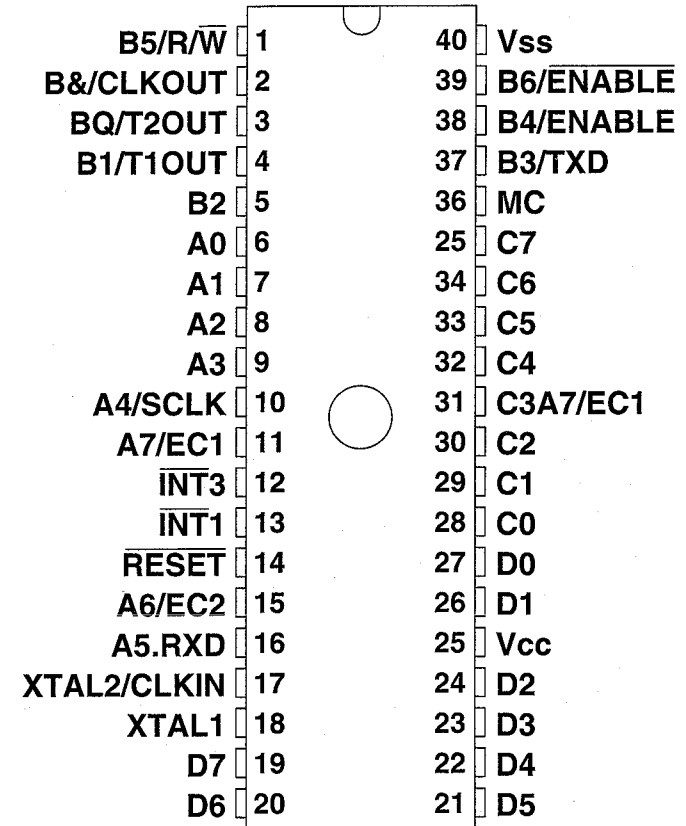 B5/R/W 1 40 Vss
B&/CLKOUT 2 39 B6/ENABLE
BQ/T2OUT 3 38 B4/ENABLE
B1/T1OUT 4 37 B3/TXD
B2 5 36 MC
A0 6 25 C7
A1 7 34 C6
A2 8 33 C5
A3 9 32 C4
A4/SCLK 10 31 C3A7/EC1
A7/EC1 11 30 C2
INT3 12 29 C1
INT1 13 28 C0
RESET 14 27 D0
A6/EC2 15 26 D1
A5.RXD 16 25 Vcc
XTAL2/CLKIN 17 24 D2
XTAL1 18 23 D3
D7 19 22 D4
D6 20 21 D5